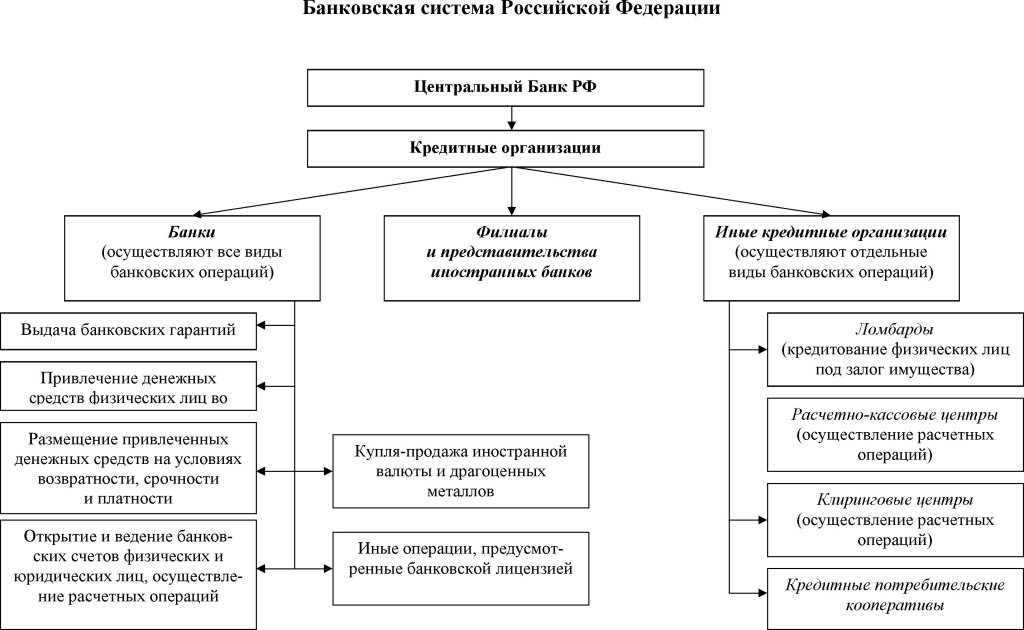 Банковская система Российской Федерации
Центральный Банк РФ
Кредитные организации
Банки
(осуществляют все виды
банковских операций)
Филиалы
и представительства
иностранных банков
Иные кредитные организации
(осуществляют отдельные
виды банковских операций)
Выдача банковских гарантий
Привлечение денежных
средств физических лиц во
Размещение привлеченных
денежных средств на условиях
возвратности, срочности
и платности
Открытие и ведение банков-
ских счетов физических и
юридических лиц, осуществле-
ние расчетных операций
Купля-продажа иностранной
валюты и драгоценных
металлов
Иные операции, предусмот-
ренные банковской лицензией
Ломбарды
(кредитование физических лиц
под залог имущества)
Расчетно-кассовые центры
(осуществление расчетных
операций)
Клиринговые центры
(осуществление расчетных
операций)
Кредитные потребительские
кооперативы